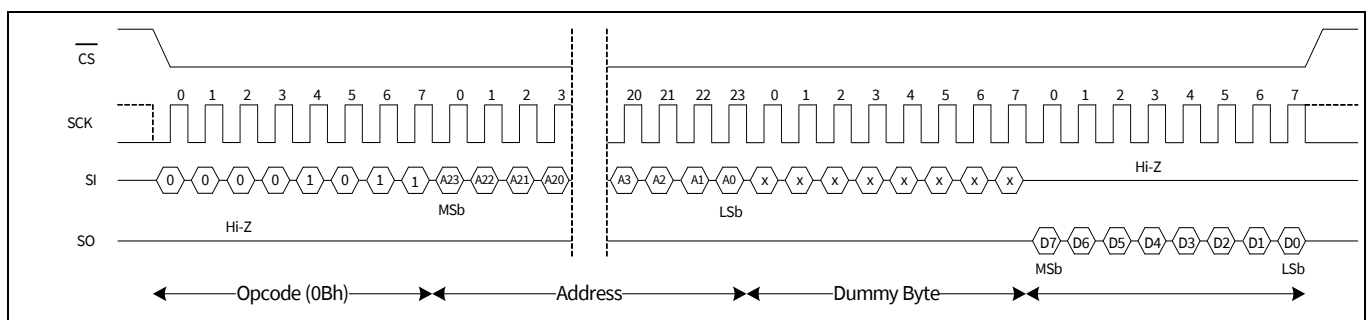 CS
0 1 2 3 4 5 6 7 0 1 2 3 20 21 22 23 0 1 2 3 4 5 6 7 0 1 2 3 4 5 6 7
SCK
Hi-Z
SI 0 0 0 0 1 0 1 1 A23 A22 A21 A20 A3 A2 A1 A0 x x x x x x x x
MSb LSb
Hi-Z
SO D7 D6 D5 D4 D3 D2 D1 D0
MSb LSb
Opcode (0Bh) Address Dummy Byte